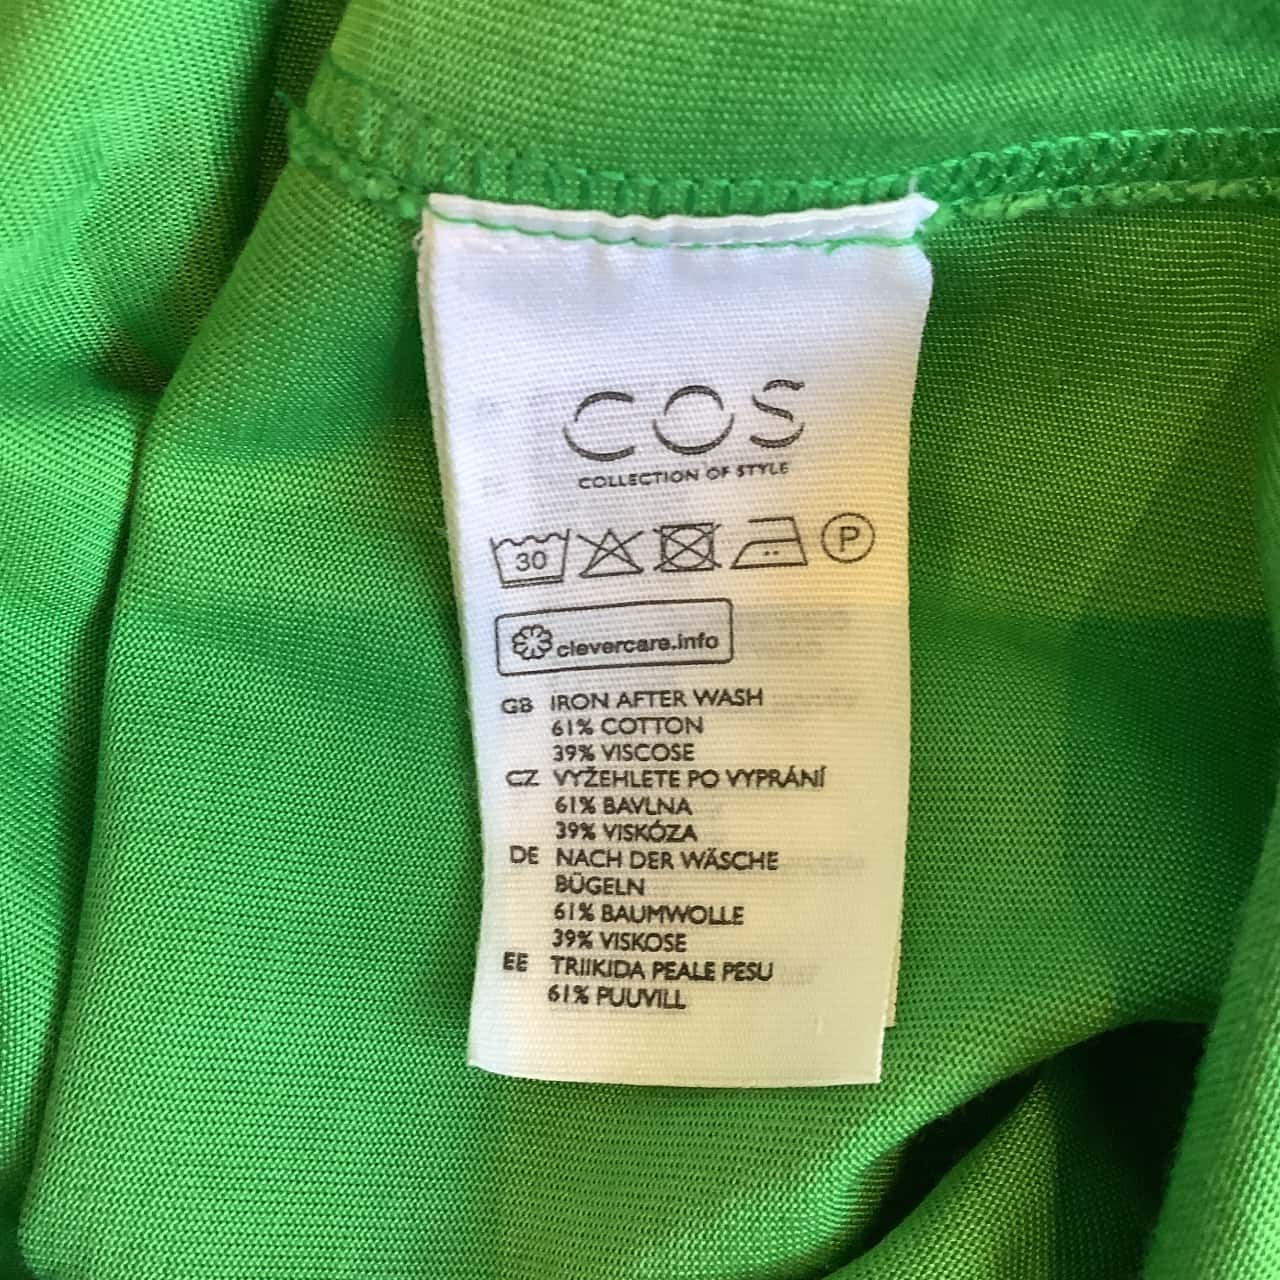 COS
COLLECTION OF STYLE
30 P
clevercare.info
GB IRON AFTER WASH
61% COTTON
39% VISCOSE
CZ VYŽEHLETE PO VYPRÁNÍ
61% BAVLNA
39% VISKÓZA
DE NACH DER WÄSCHE
BÜGELN
61% BAUMWOLLE
39% VISKOSE
EE TRIIKIDA PEALE PESU
61% PUUVILL